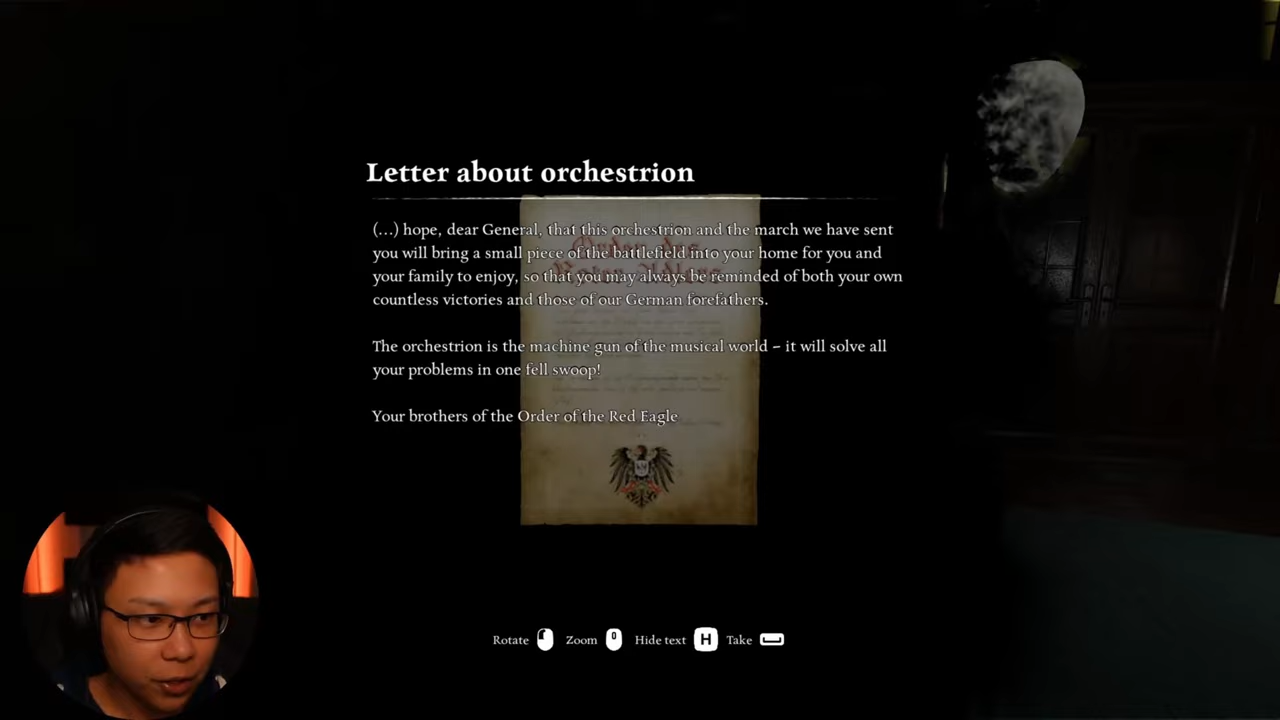 Letter about orchestrion
(...) hope, dear General, that this orchestrion and the march we have sent
you will bring a small piece of the battlefield into your home for you and
your family to enjoy, so that you may always be reminded of both your own
countless victories and those of our German forefathers.
The orchestrion is the machine gun of the musical world – it will solve all
your problems in one fell swoop!
Your brothers of the Order of the Red Eagle
Rotate Zoom Hide text H Take